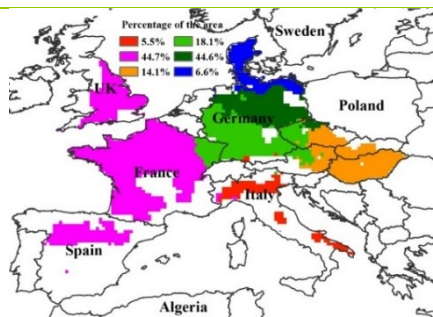 Percentage of the area
5.5% 18.1%
44.7% 44.6%
14.1% 6.6%
Sweden
UK
Poland
Germany
France
Italy
Spain
Algeria